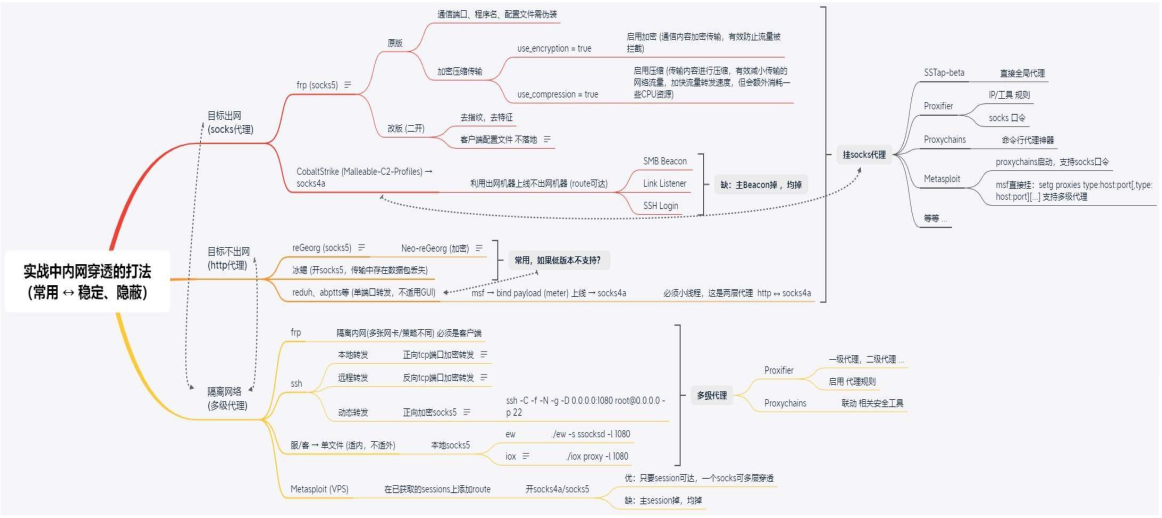 实战中内网穿透的打法
(常用 ↔ 稳定、隐蔽)
目标出网
(socks代理)
frp (socks5)
原版
通信端口、程序名、配置文件需伪装
加密压缩传输
use_encryption = true
启用加密 (通信内容加密传输，有效防止流量被
拦截)
use_compression = true
启用压缩 (传输内容进行压缩，有效减小传输的
网络流量，加快流量转发速度，但会额外消耗一
些CPU资源)
改版 (二开)
去指纹，去特征
客户端配置文件 不落地
CobaltStrike (Malleable-C2-Profiles) →
socks4a
利用出网机器上线不出网机器 (route可达)
SMB Beacon
Link Listener
SSH Login
缺：主Beacon掉，均掉
目标不出网
(http代理)
reGeorg (socks5)
Neo-reGeorg (加密)
冰蝎 (开socks5，传输中存在数据包丢失)
常用，如果低版本不支持?
reduh、abptts等 (单端口转发，不适用GUI)
msf → bind payload (meter) 上线 → socks4a
必须小线程，这是两层代理 http ↔ socks4a
挂socks代理
SSTap-beta
直接全局代理
Proxifier
IP/工具 规则
socks 口令
Proxychains
命令行代理神器
Metasploit
proxychains启动，支持socks口令
msf直接挂：setg proxies type:host:port[,type:
host:port][...] 支持多级代理
等等 ...
隔离网络
(多级代理)
frp
隔离内网(多张网卡/策略不同) 必须是客户端
ssh
本地转发
正向tcp端口加密转发
远程转发
反向tcp端口加密转发
动态转发
正向加密socks5
ssh -C -f -N -g -D 0.0.0.0:1080 root@0.0.0.0 -
p 22
服/客 → 单文件 (适内，不适外)
本地socks5
ew
./ew -s ssocksd -l 1080
iox
./iox proxy -l 1080
Metasploit (VPS)
在已获取的sessions上添加route
开socks4a/socks5
优：只要session可达，一个socks可多层穿透
缺：主session掉，均掉
多级代理
Proxifier
一级代理，二级代理 ...
启用 代理规则
Proxychains
联动 相关安全工具